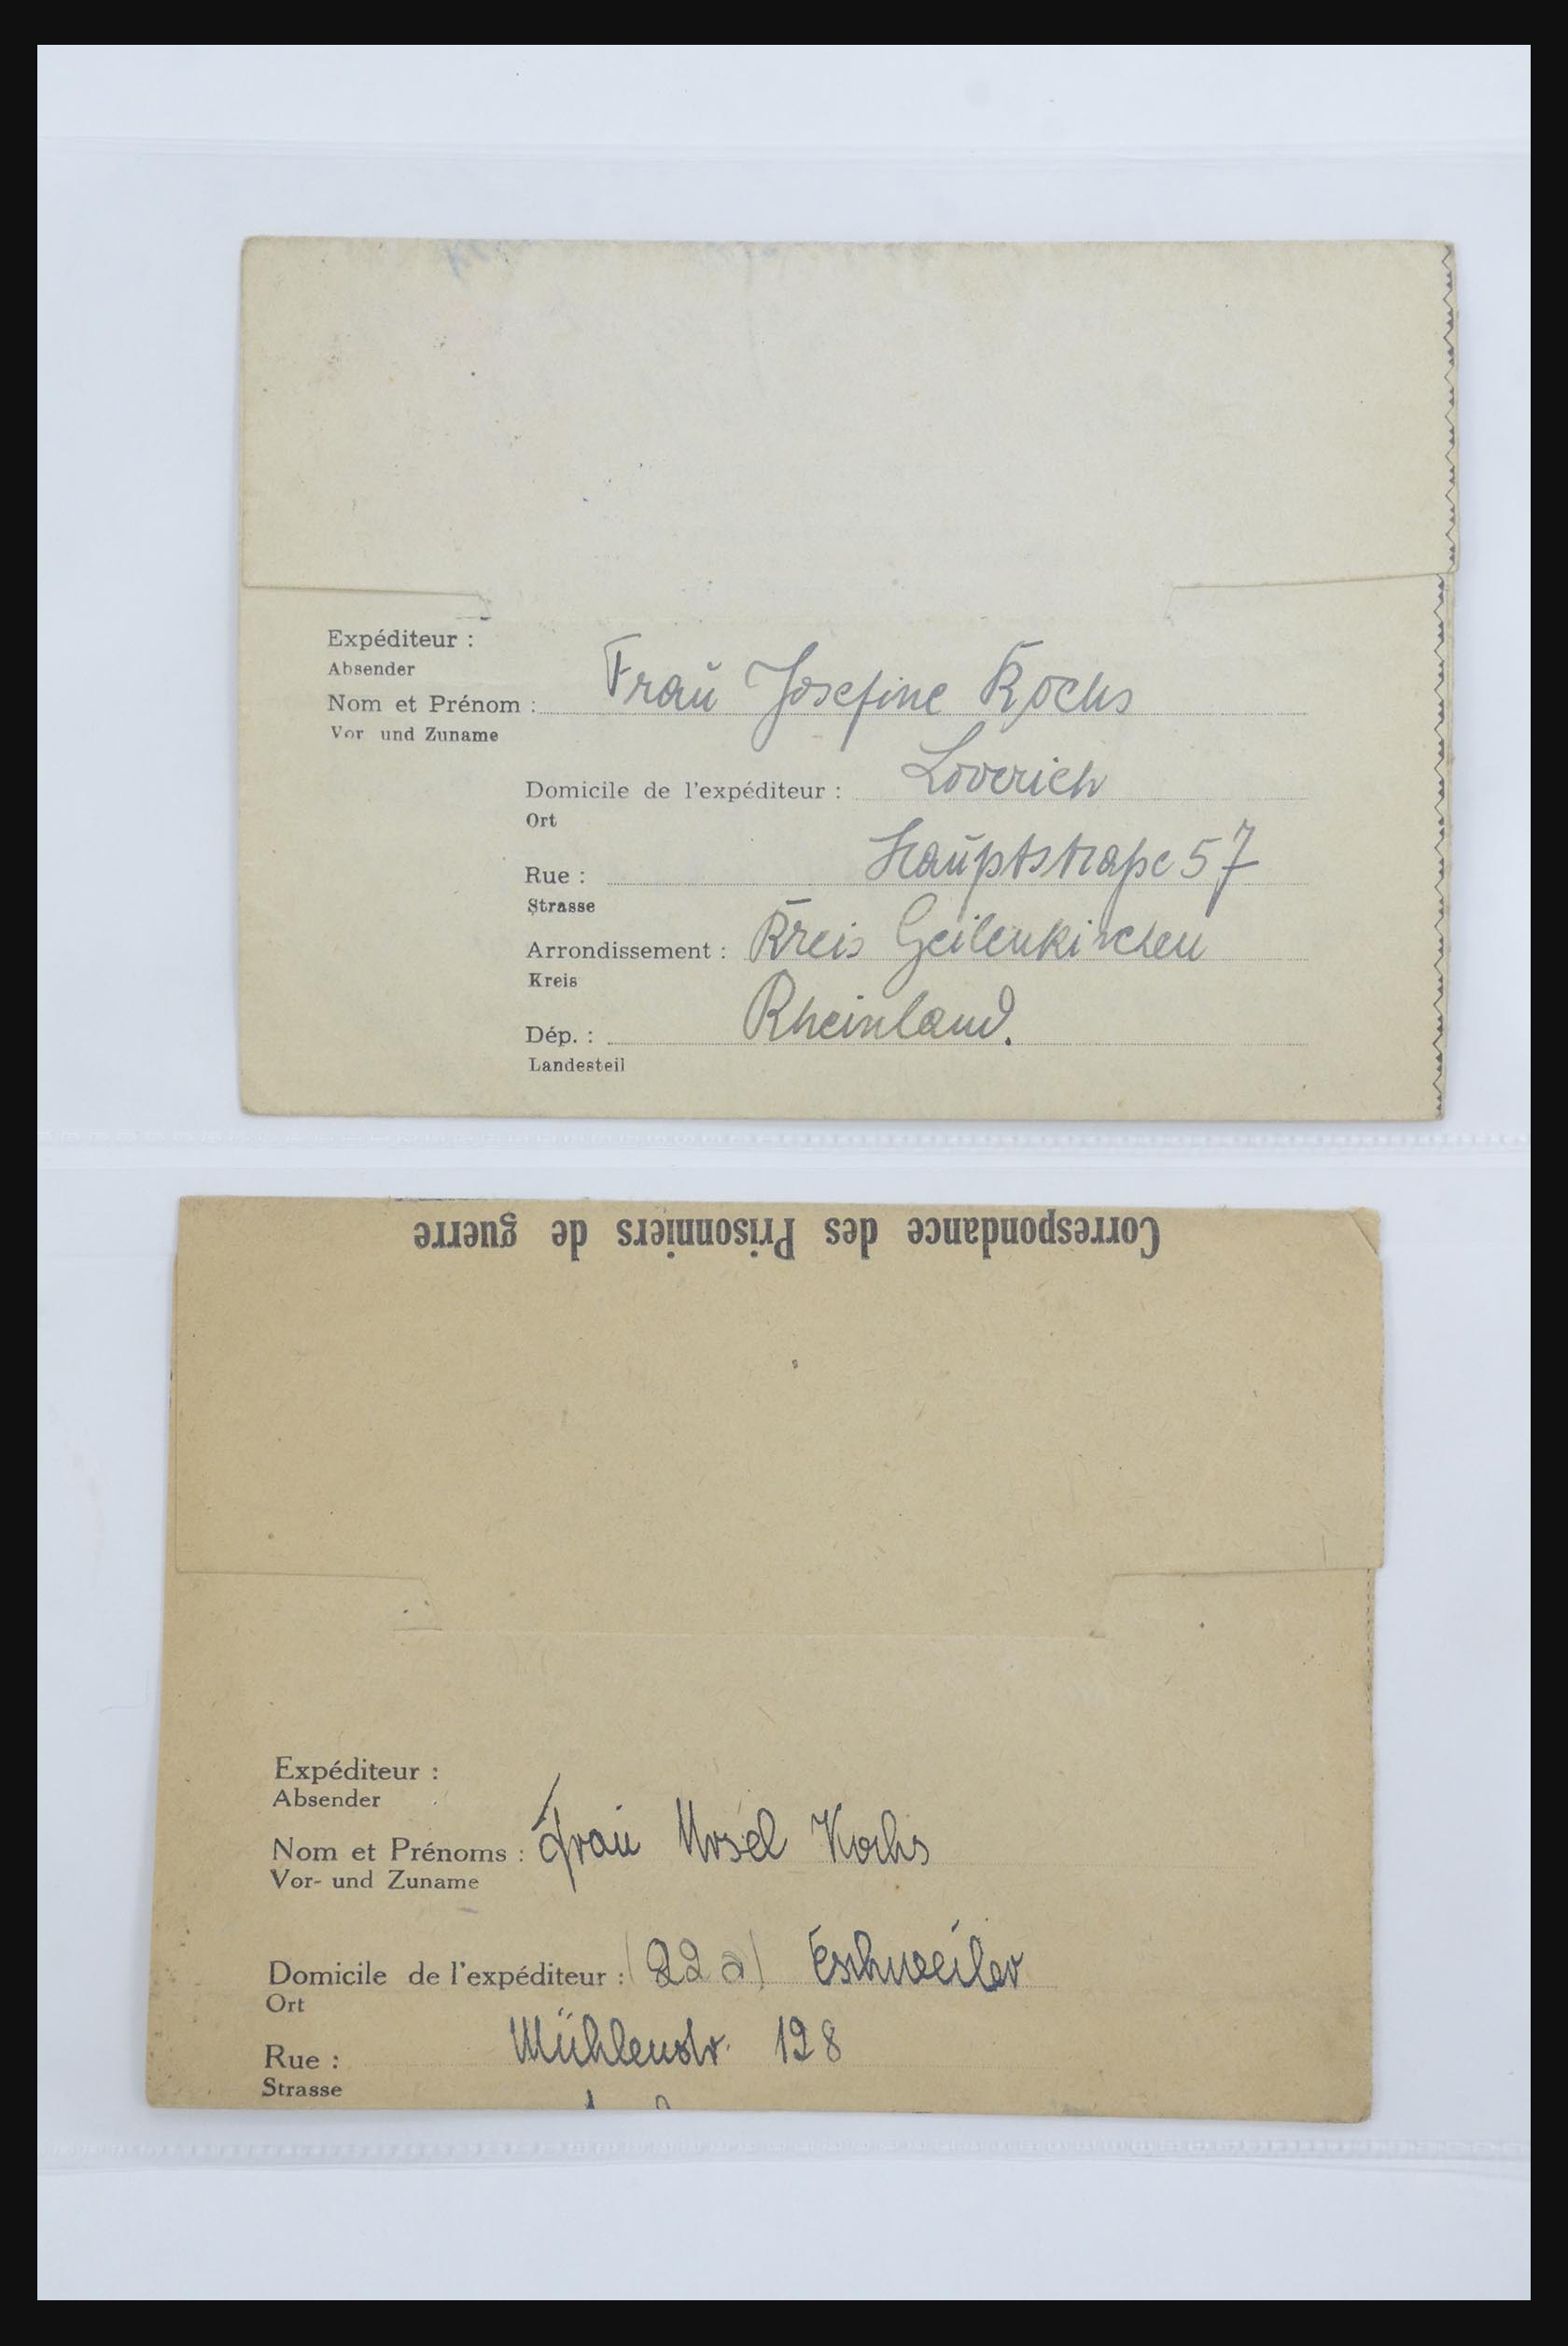 Expéditeur :
Absender
Nom et Prénom : Fraŭ Josefine Kochs
Vor und Zuname
Domicile de l'expéditeur : Loverich
Ort
Rue : Haŭptstraße 57
Strasse
Arrondissement : Kreis Geilenkirchen
Kreis
Dép. : Rheinland.
Landesteil
Correspondance des Prisonniers de guerre
Expéditeur :
Absender
Nom et Prénoms : Frau Ursel Kochs
Vor- und Zuname
Domicile de l'expéditeur : (22a) Eschweiler
Ort
Rue : Mühlenstr. 128
Strasse